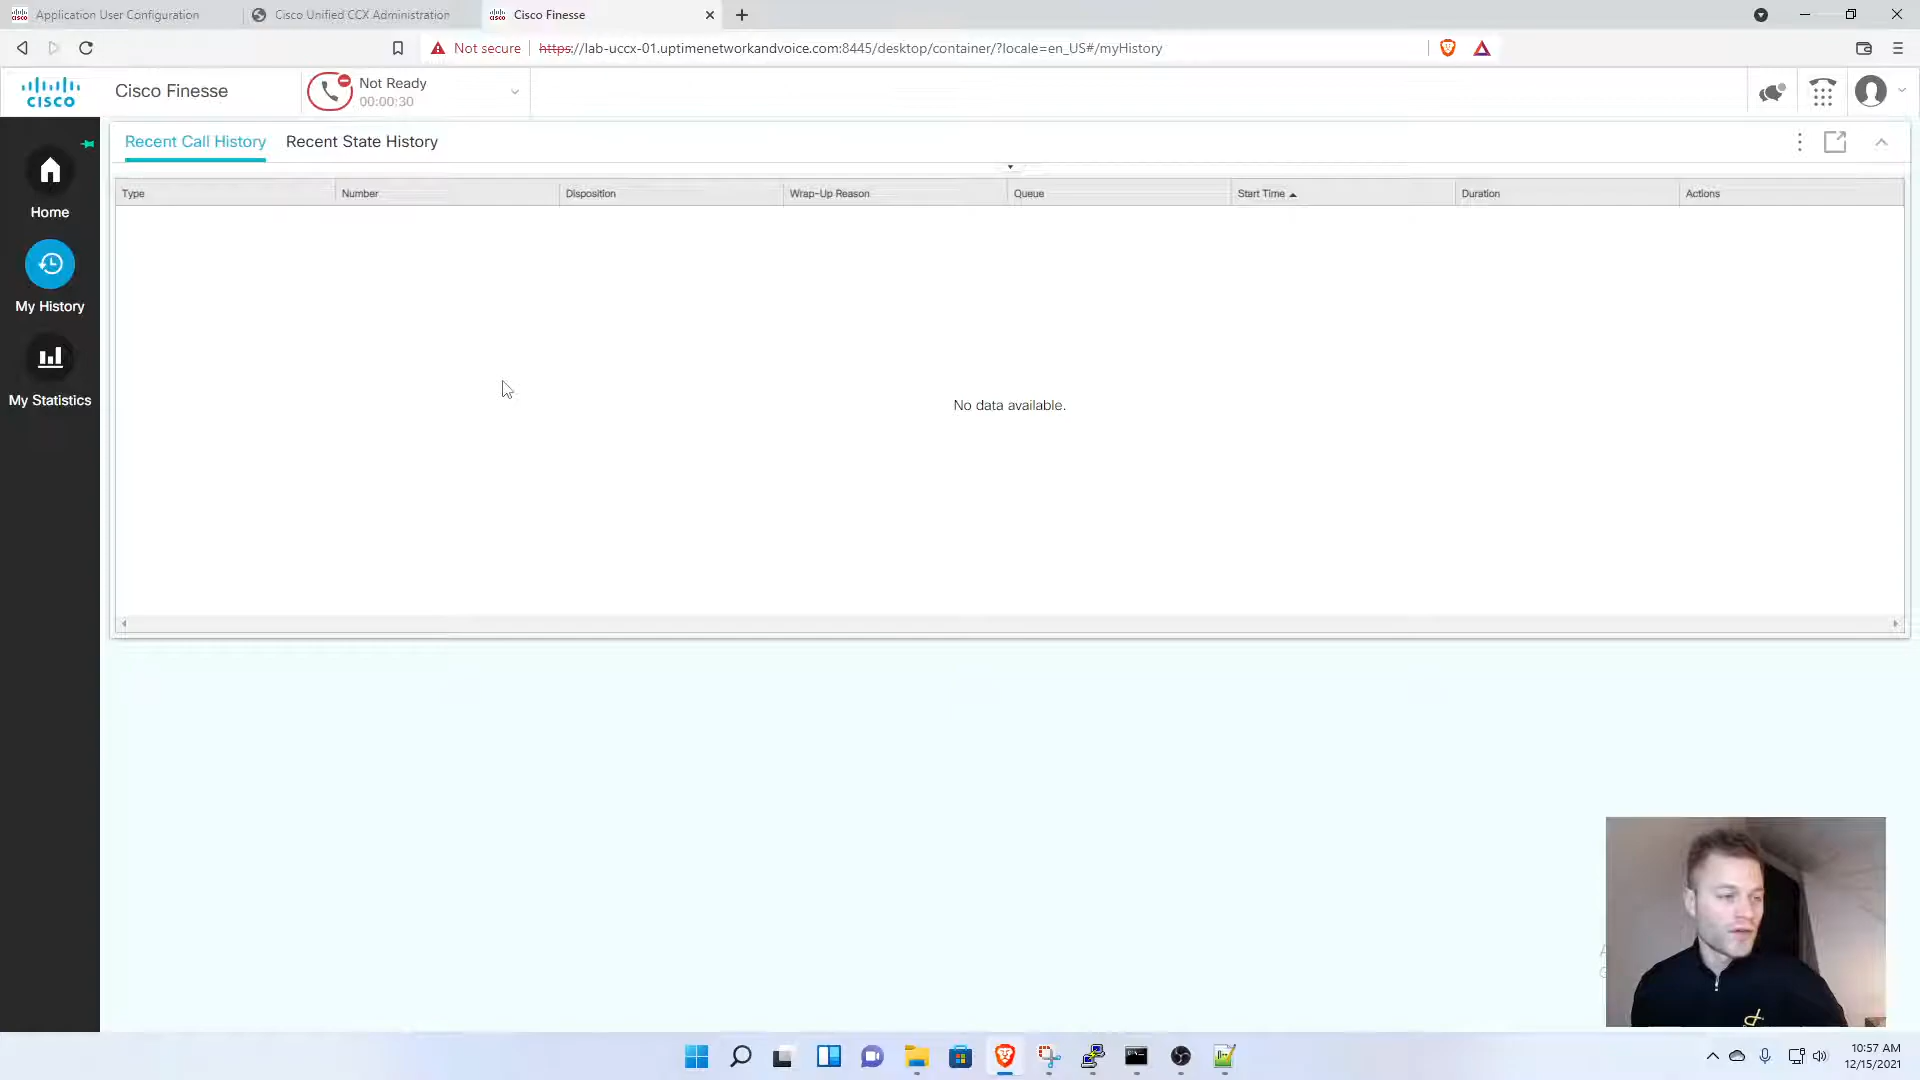 Application User Configuration
Cisco Unified CCX Administration
Cisco Finesse
Not secure
https://lab-uccx-01.uptimenetworkandvoice.com:8445/desktop/container/?locale=en_US#/myHistory
CISCO
Cisco Finesse
Not Ready
00:00:30
Home
My History
My Statistics
Recent Call History
Recent State History
Type
Number
Disposition
Wrap-Up Reason
Queue
Start Time
Duration
Actions
No data available.
10:57 AM
12/15/2021